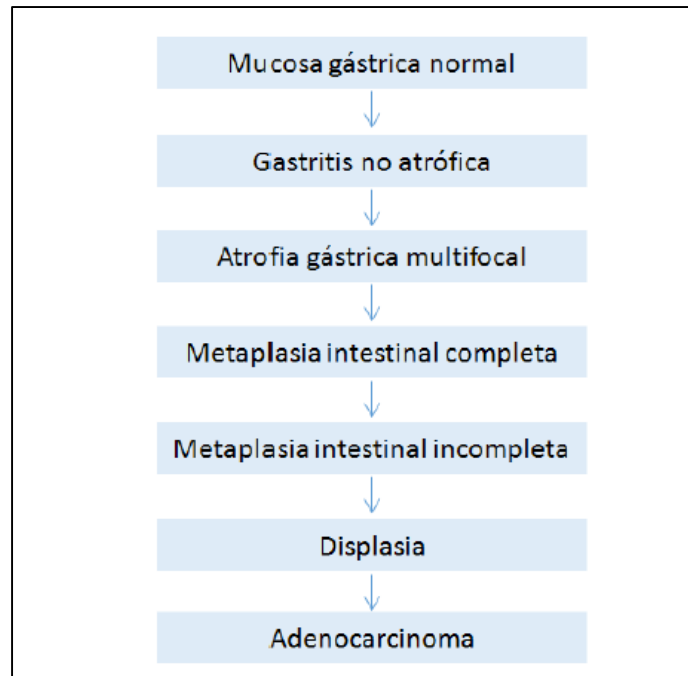 Mucosa gástrica normal
Gastritis no atrófica
Atrofia gástrica multifocal
Metaplasia intestinal completa
Metaplasia intestinal incompleta
Displasia
Adenocarcinoma